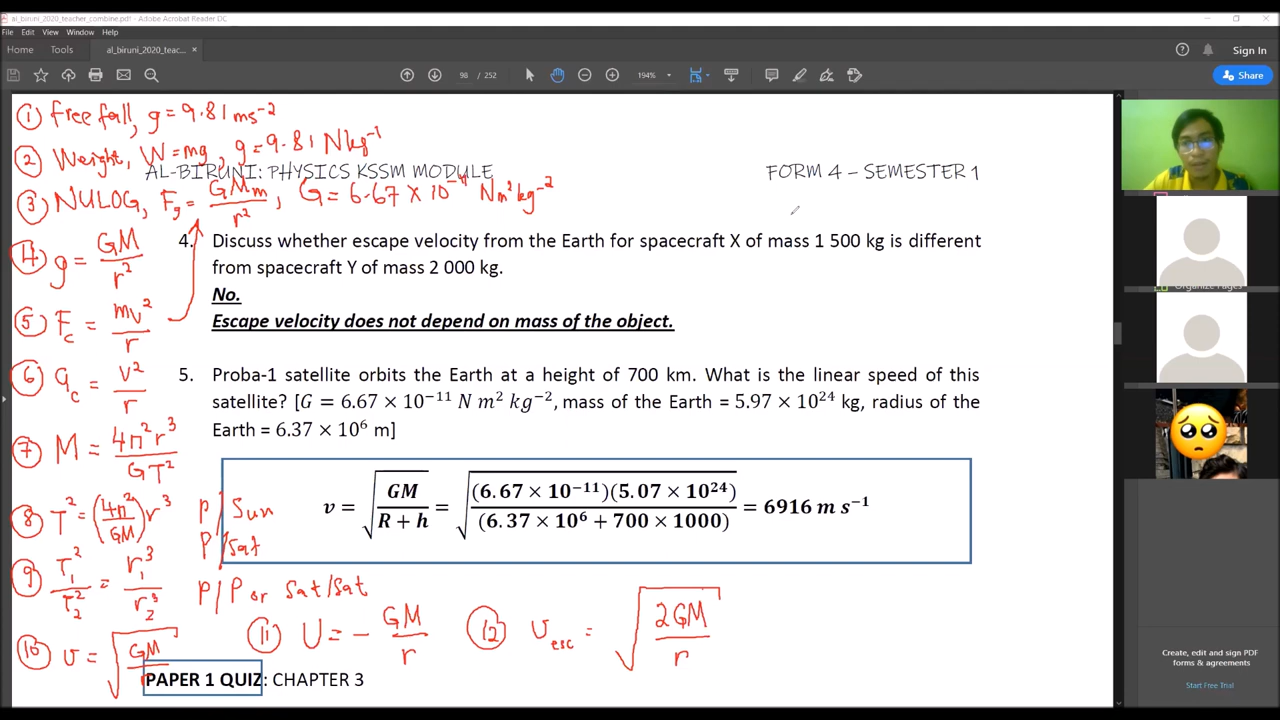 al_biruni_2020_teacher_combine.pdf - Adobe Acrobat Reader DC
File Edit View Window Help
Home Tools al_biruni_2020_teac... × Sign In
98 / 252 194% Share
① Free fall, g = 9.81 ms⁻²
② Weight, W = mg, g = 9.81 Nkg⁻¹
AL-BIRUNI: PHYSICS KSSM MODULE FORM 4 – SEMESTER 1
③ NULOG, Fg = GMm/r², G = 6.67 × 10⁻¹¹ Nm²kg⁻²
4. Discuss whether escape velocity from the Earth for spacecraft X of mass 1 500 kg is different
from spacecraft Y of mass 2 000 kg.
No.
Escape velocity does not depend on mass of the object.
④ g = GM/r²
⑤ Fc = mv²/r
⑥ ac = v²/r
⑦ M = 4π²r³/GT²
5. Proba-1 satellite orbits the Earth at a height of 700 km. What is the linear speed of this
satellite? [G = 6.67 × 10⁻¹¹ N m² kg⁻², mass of the Earth = 5.97 × 10²⁴ kg, radius of the
Earth = 6.37 × 10⁶ m]
v = √(GM/(R + h)) = √((6.67 × 10⁻¹¹)(5.07 × 10²⁴)/(6.37 × 10⁶ + 700 × 1000)) = 6916 m s⁻¹
⑧ T² = (4π²/GM)r³ P/Sun
P/Sat
⑨ T₁²/T₂² = r₁³/r₂³ P/P or Sat/Sat
⑩ v = √(GM/r)
⑪ U = - GM/r
⑫ vesc = √(2GM/r)
PAPER 1 QUIZ: CHAPTER 3
Organize Pages
Create, edit and sign PDF
forms & agreements
Start Free Trial